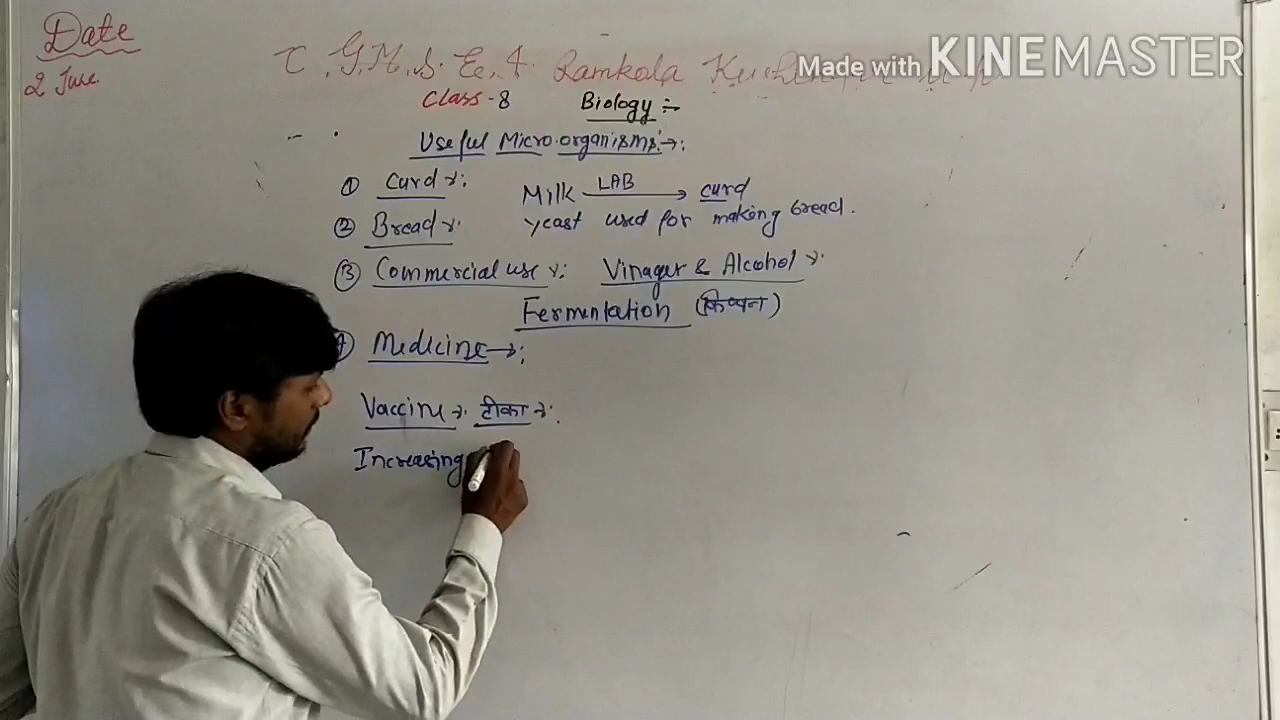 Date
2 June
Made with KINEMASTER
T.G.M.S. Ramkola
Class-8 Biology :-
Useful Micro-organisms →:
① Curd →: Milk LAB → curd
② Bread →: yeast used for making bread.
③ Commercial use →: Vinager & Alcohol →:
Fermentation (किण्वन)
Medicine →:
Vaccine →: टीका →:
Increasing